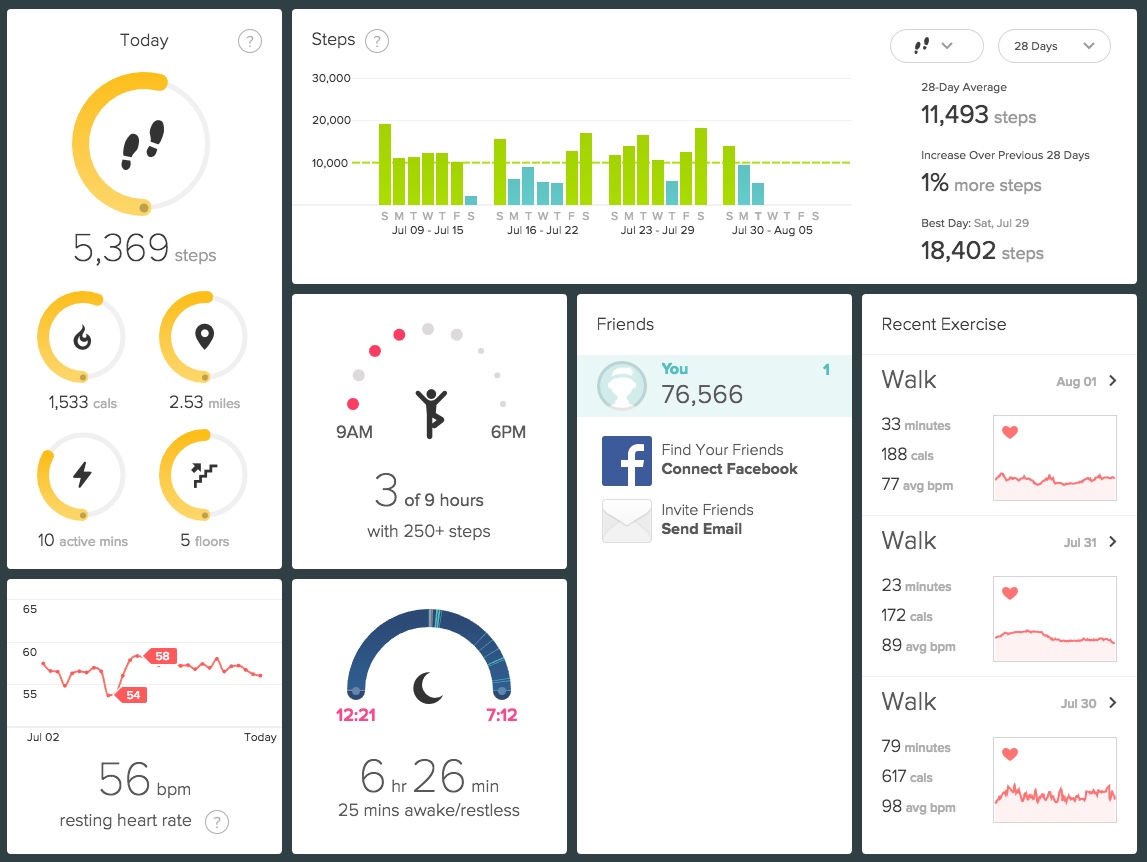 Today ?
5,369 steps
1,533 cals
2.53 miles
10 active mins
5 floors
Steps ?
28 Days
30,000
20,000
10,000
S M T W T F S S M T W T F S S M T W T F S S M T W T F S
Jul 09 - Jul 15 Jul 16 - Jul 22 Jul 23 - Jul 29 Jul 30 - Aug 05
28-Day Average
11,493 steps
Increase Over Previous 28 Days
1% more steps
Best Day: Sat, Jul 29
18,402 steps
9AM 6PM
3 of 9 hours
with 250+ steps
Friends
You 1
76,566
Find Your Friends
Connect Facebook
Invite Friends
Send Email
Recent Exercise
Walk Aug 01
33 minutes
188 cals
77 avg bpm
Walk Jul 31
23 minutes
172 cals
89 avg bpm
Walk Jul 30
79 minutes
617 cals
98 avg bpm
65
60
58
55
54
Jul 02 Today
56 bpm
resting heart rate ?
12:21 7:12
6 hr 26 min
25 mins awake/restless